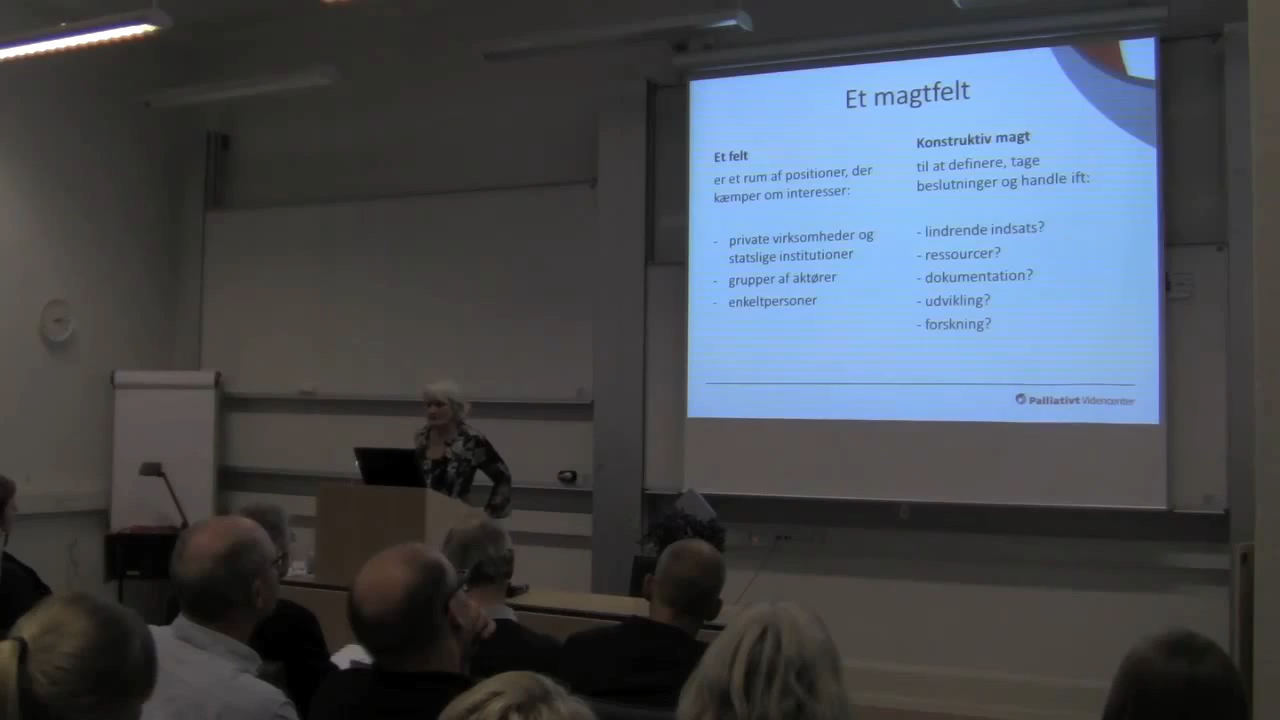 Et magtfelt
Et felt
er et rum af positioner, der
kæmper om interesser:
- private virksomheder og
statslige institutioner
- grupper af aktører
- enkeltpersoner
Konstruktiv magt
til at definere, tage
beslutninger og handle ift:
- lindrende indsats?
- ressourcer?
- dokumentation?
- udvikling?
- forskning?
Palliativt Videncenter